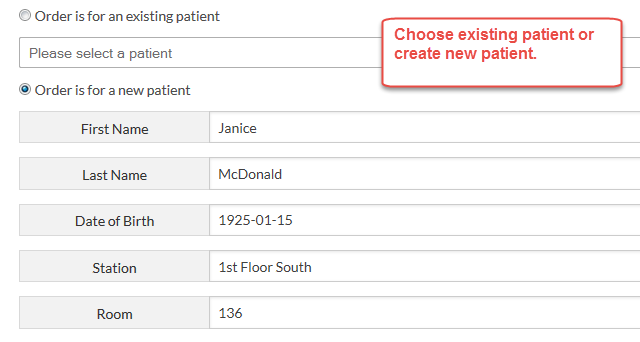 Order is for an existing patient
Please select a patient
Choose existing patient or
create new patient.
Order is for a new patient
First Name Janice
Last Name McDonald
Date of Birth 1925-01-15
Station 1st Floor South
Room 136